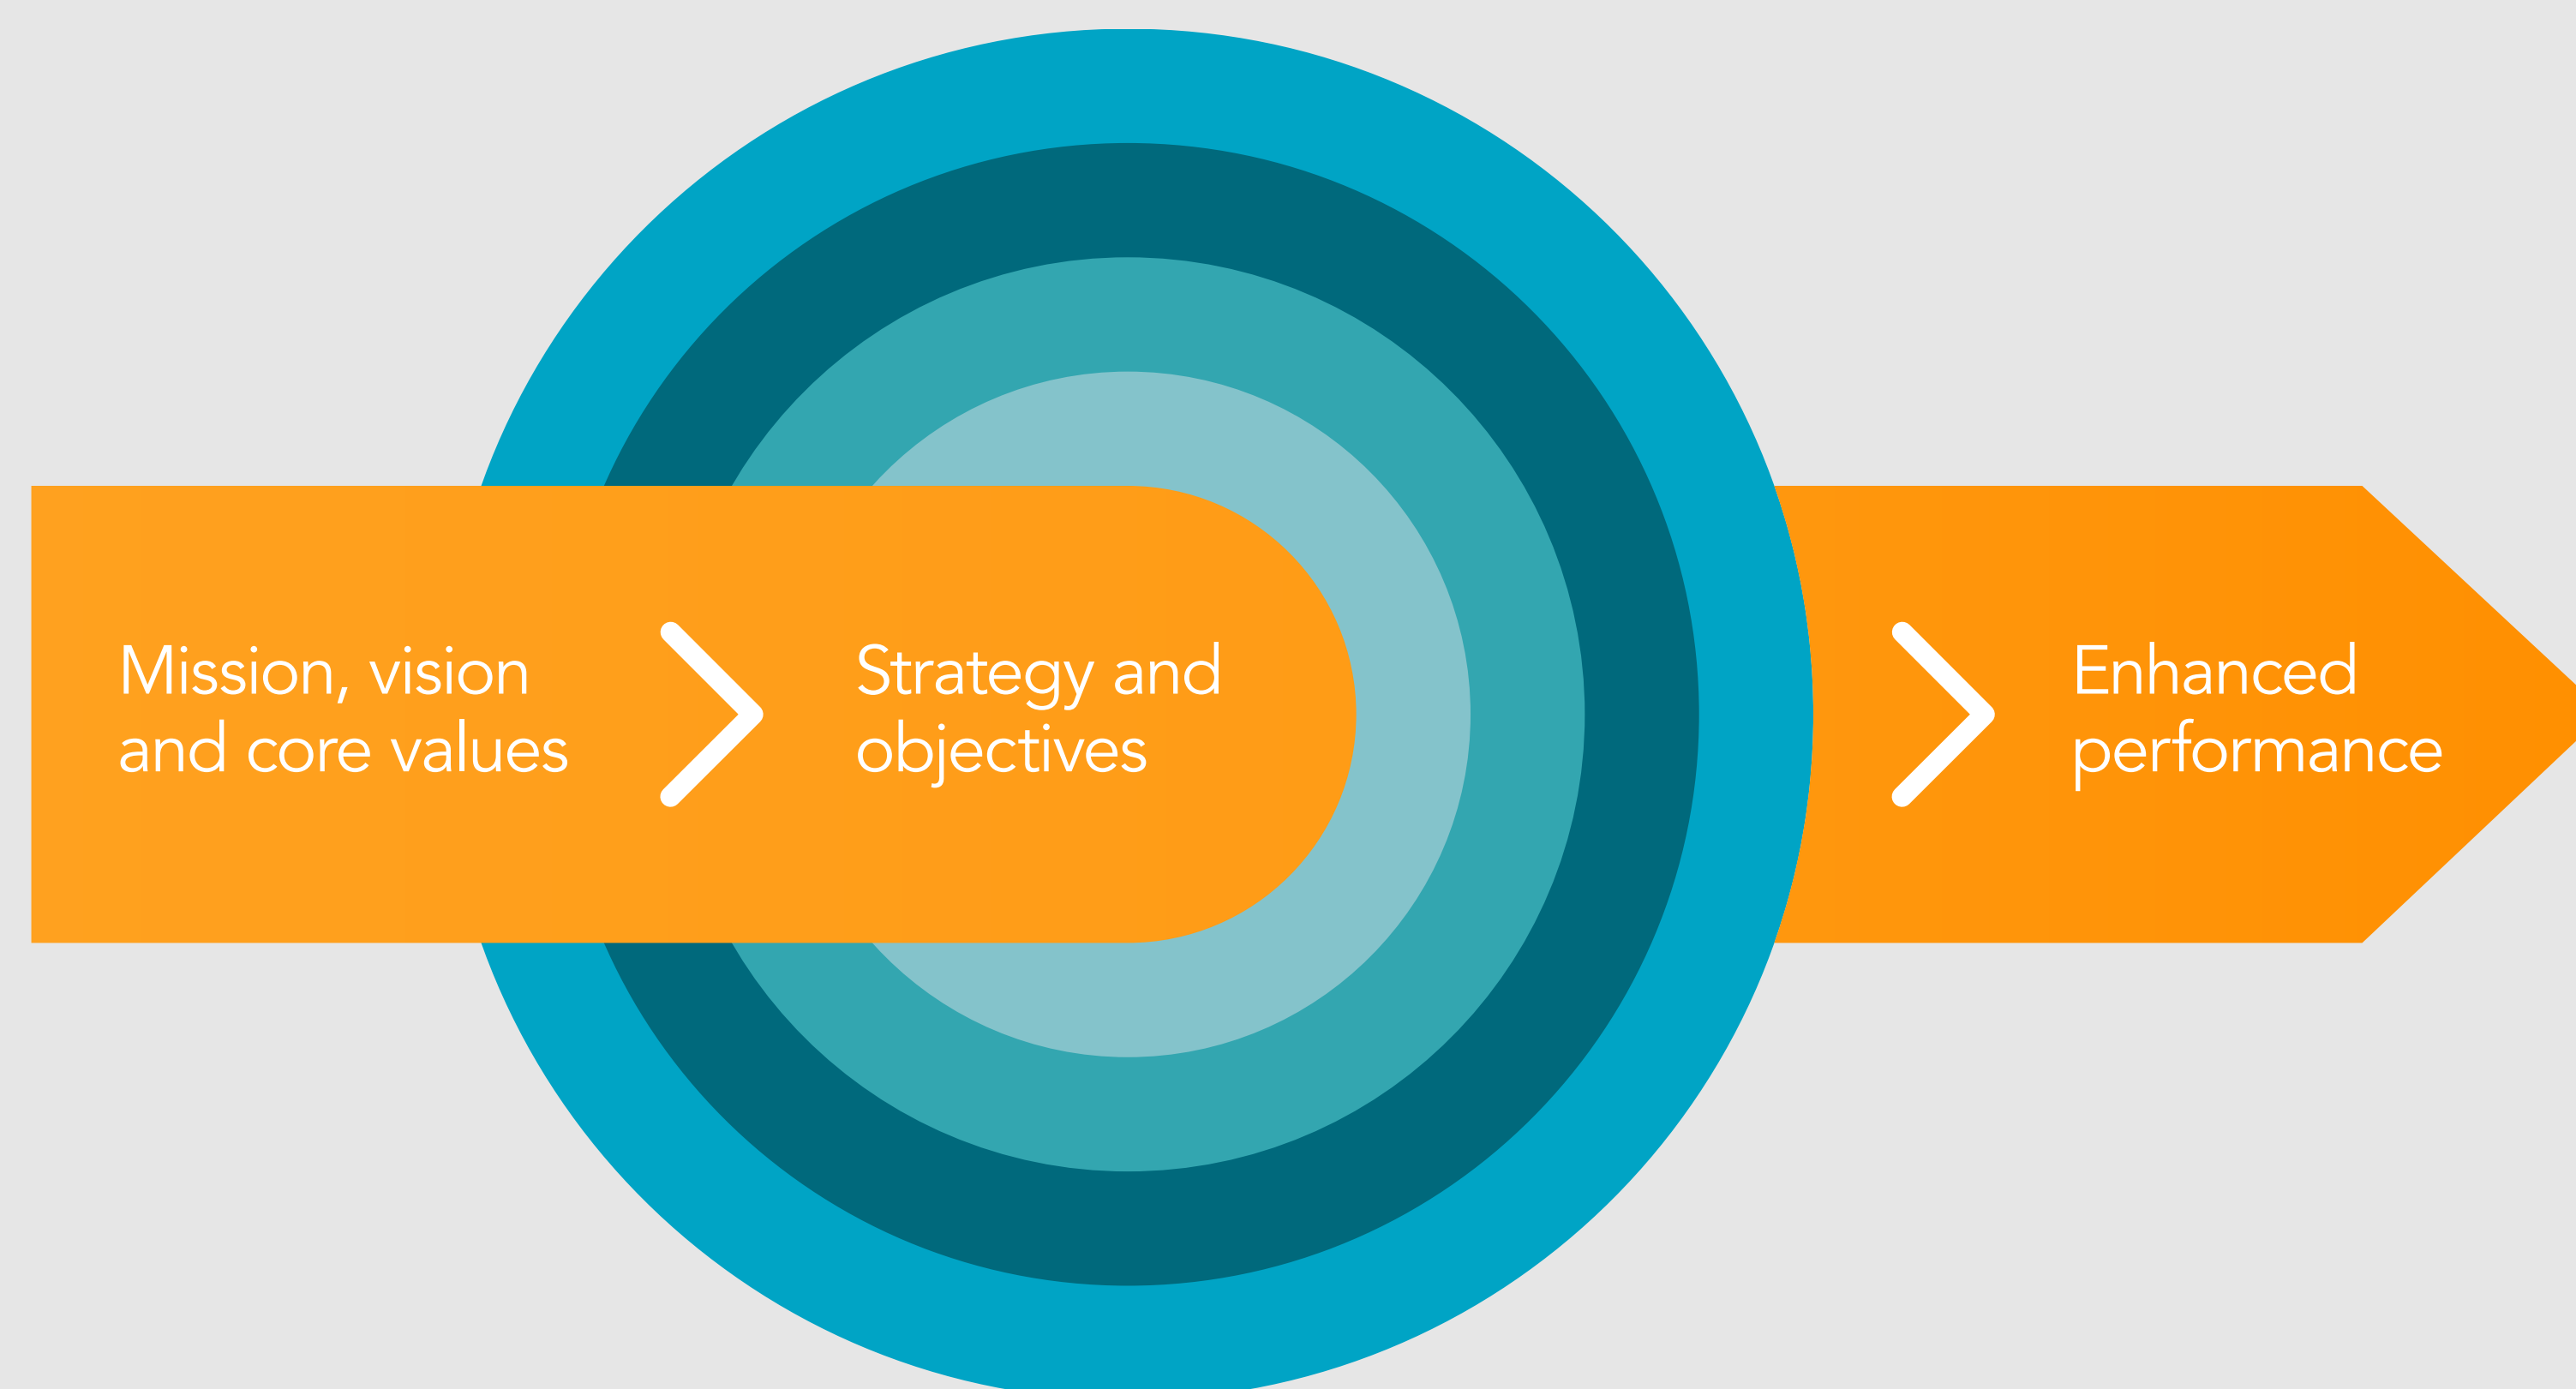 Mission, vision
and core values
Strategy and
objectives
Enhanced
performance